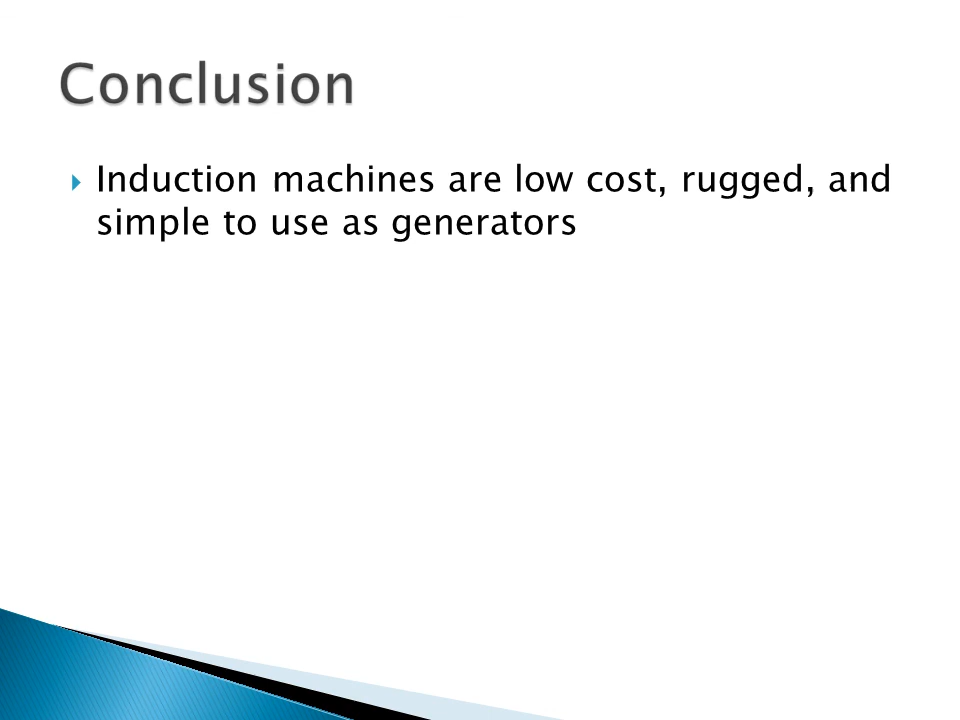 Conclusion
Induction machines are low cost, rugged, and
simple to use as generators